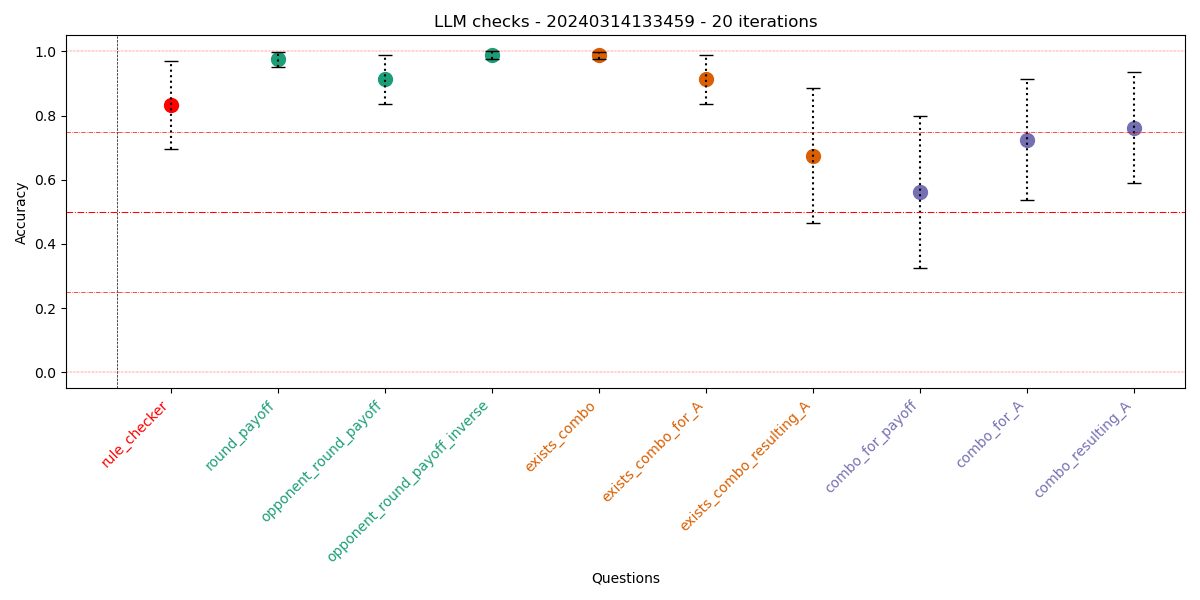 LLM checks - 20240314133459 - 20 iterations
Accuracy
1.0
0.8
0.6
0.4
0.2
0.0
rule_checker
round_payoff
opponent_round_payoff
opponent_round_payoff_inverse
exists_combo
exists_combo_for_A
exists_combo_resulting_A
combo_for_payoff
combo_for_A
combo_resulting_A
Questions